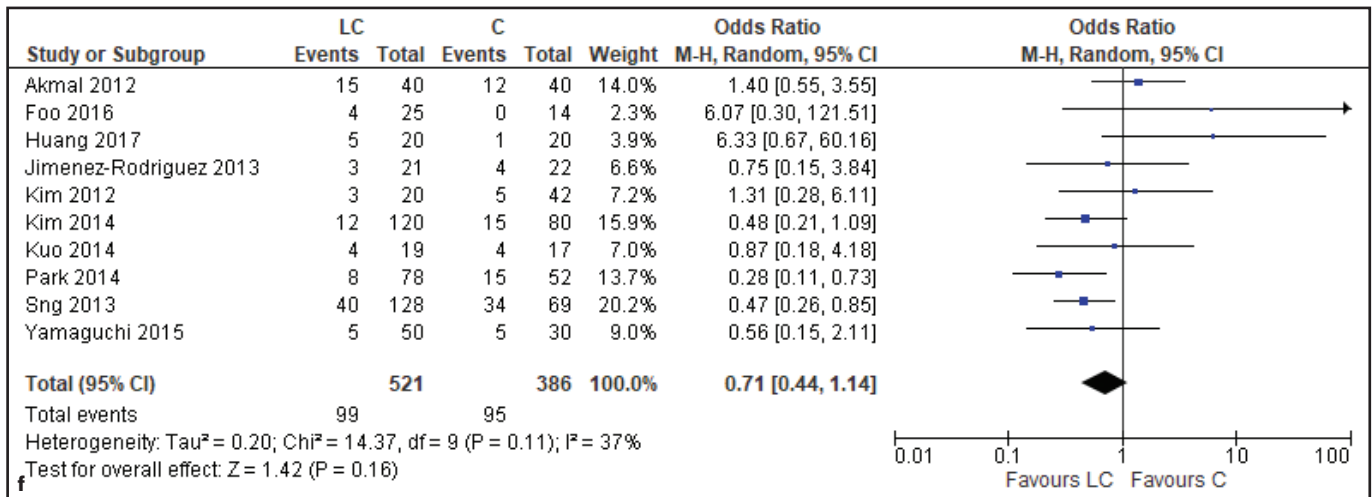 LC C Odds Ratio Odds Ratio
Study or Subgroup Events Total Events Total Weight M-H, Random, 95% CI M-H, Random, 95% CI
Akmal 2012 15 40 12 40 14.0% 1.40 [0.55, 3.55]
Foo 2016 4 25 0 14 2.3% 6.07 [0.30, 121.51]
Huang 2017 5 20 1 20 3.9% 6.33 [0.67, 60.16]
Jimenez-Rodriguez 2013 3 21 4 22 6.6% 0.75 [0.15, 3.84]
Kim 2012 3 20 5 42 7.2% 1.31 [0.28, 6.11]
Kim 2014 12 120 15 80 15.9% 0.48 [0.21, 1.09]
Kuo 2014 4 19 4 17 7.0% 0.87 [0.18, 4.18]
Park 2014 8 78 15 52 13.7% 0.28 [0.11, 0.73]
Sng 2013 40 128 34 69 20.2% 0.47 [0.26, 0.85]
Yamaguchi 2015 5 50 5 30 9.0% 0.56 [0.15, 2.11]
Total (95% CI) 521 386 100.0% 0.71 [0.44, 1.14]
Total events 99 95
Heterogeneity: Tau² = 0.20; Chi² = 14.37, df = 9 (P = 0.11); I² = 37%
Test for overall effect: Z = 1.42 (P = 0.16)
0.01 0.1 1 10 100
Favours LC Favours C
f